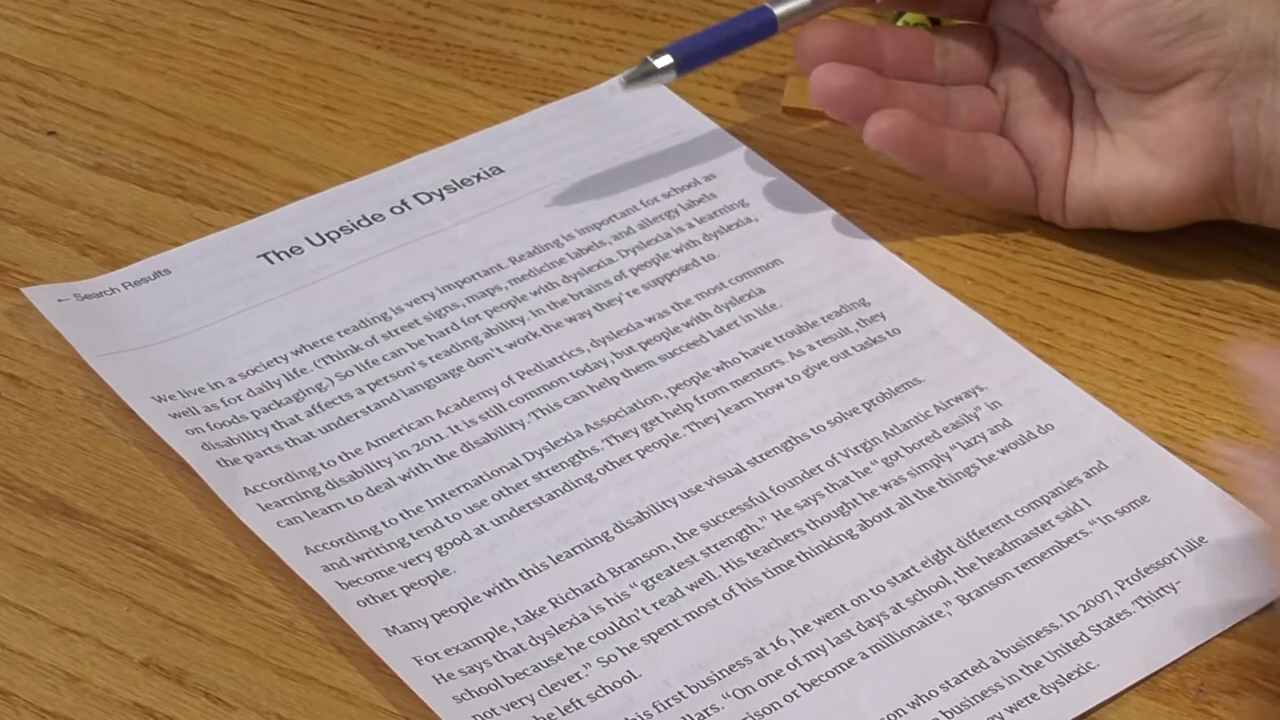 ← Search Results
The Upside of Dyslexia
We live in a society where reading is very important. Reading is important for school as
well as for daily life. (Think of street signs, maps, medicine labels, and allergy labels
on foods packaging.) So life can be hard for people with dyslexia. Dyslexia is a learning
disability that affects a person's reading ability. In the brains of people with dyslexia,
the parts that understand language don't work the way they're supposed to.
According to the American Academy of Pediatrics, dyslexia was the most common
learning disability in 2011. It is still common today, but people with dyslexia
can learn to deal with the disability. This can help them succeed later in life.
According to the International Dyslexia Association, people who have trouble reading
and writing tend to use other strengths. They get help from mentors. As a result, they
become very good at understanding other people. They learn how to give out tasks to
other people.
Many people with this learning disability use visual strengths to solve problems.
For example, take Richard Branson, the successful founder of Virgin Atlantic Airways.
He says that dyslexia is his "greatest strength." He says that he "got bored easily" in
school because he couldn't read well. His teachers thought he was simply "lazy and
not very clever." So he spent most of his time thinking about all the things he would do
he left school.
his first business at 16, he went on to start eight different companies and
llars. "On one of my last days at school, the headmaster said I
rison or become a millionaire," Branson remembers. "In some
son who started a business. In 2007, Professor Julie
a business in the United States. Thirty-
ey were dyslexic.